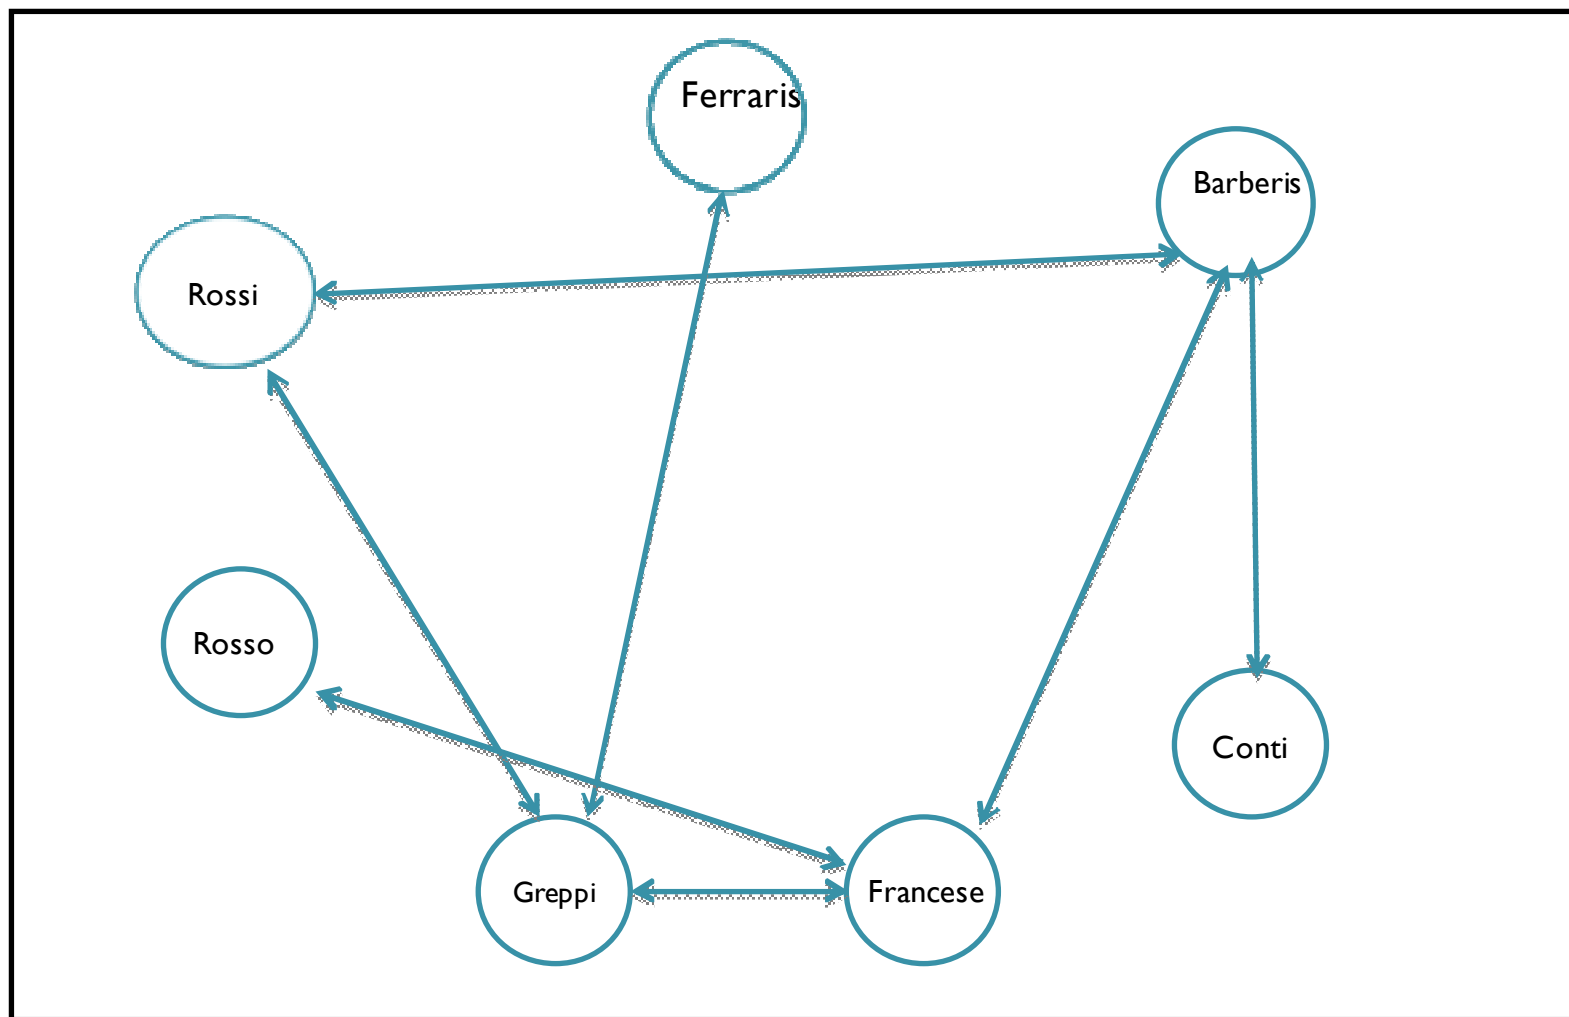 Ferraris
Barberis
Rossi
Rosso
Conti
Greppi
Francese